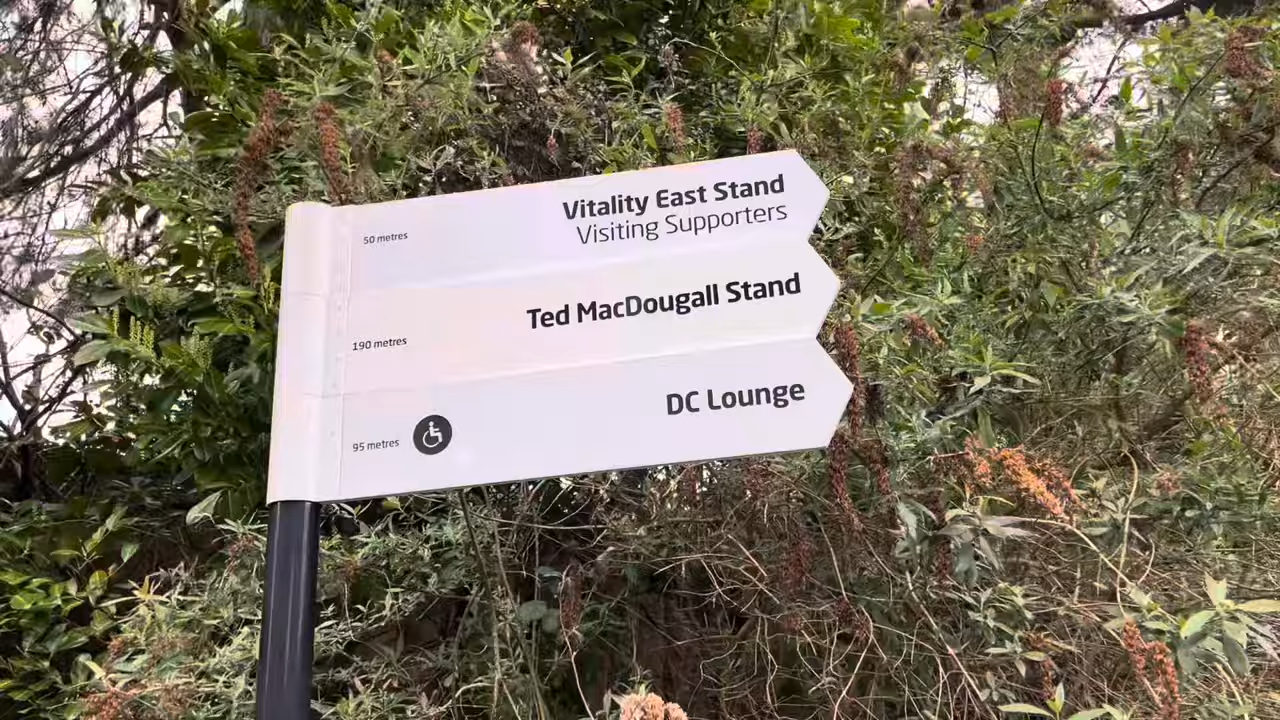 Vitality East Stand
50 metres
Visiting Supporters
Ted MacDougall Stand
190 metres
DC Lounge
95 metres